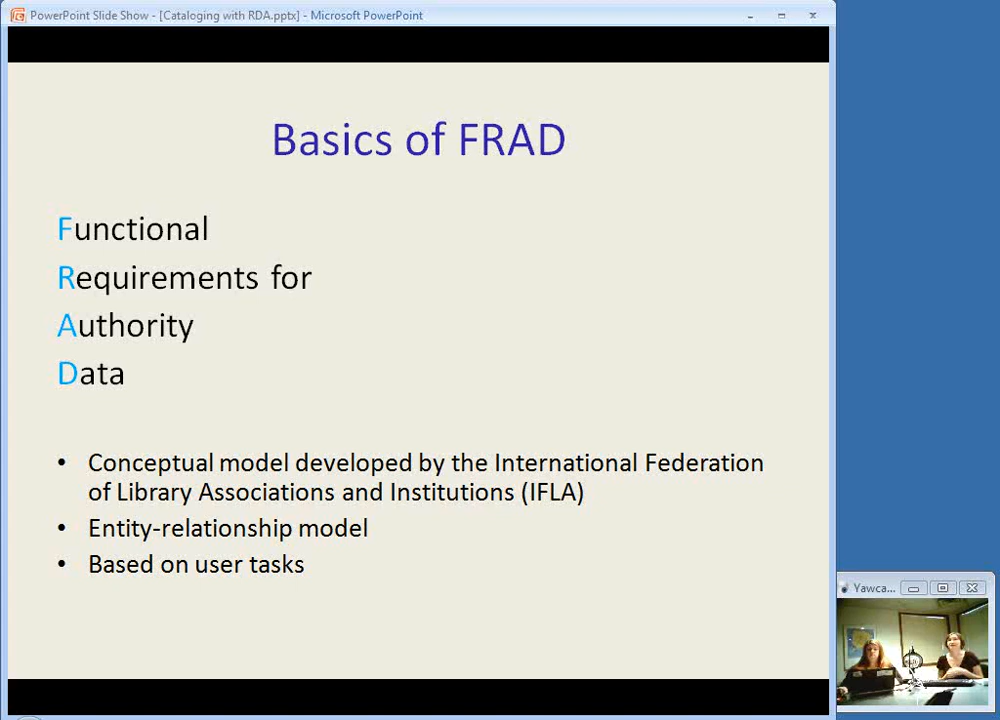 PowerPoint Slide Show - [Cataloging with RDA.pptx] - Microsoft PowerPoint
Basics of FRAD
Functional
Requirements for
Authority
Data
• Conceptual model developed by the International Federation
of Library Associations and Institutions (IFLA)
• Entity-relationship model
• Based on user tasks
Yawca...